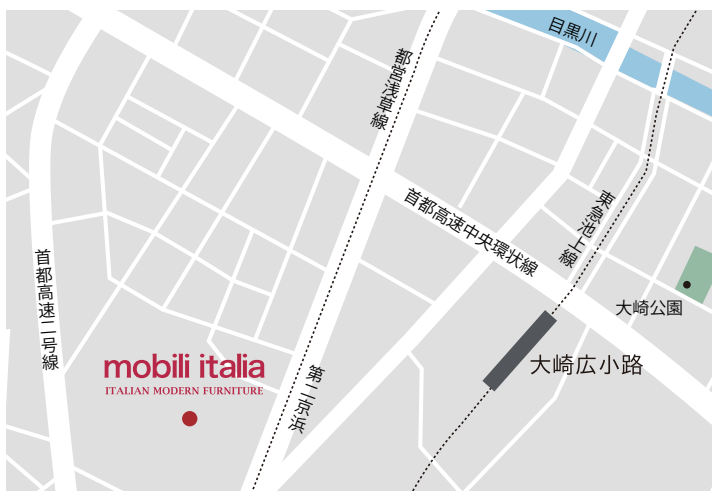 目黒川
都営浅草線
首都高速中央環状線
東急池上線
首都高速二号線
大崎公園
mobili italia
ITALIAN MODERN FURNITURE
大崎広小路
第二京浜